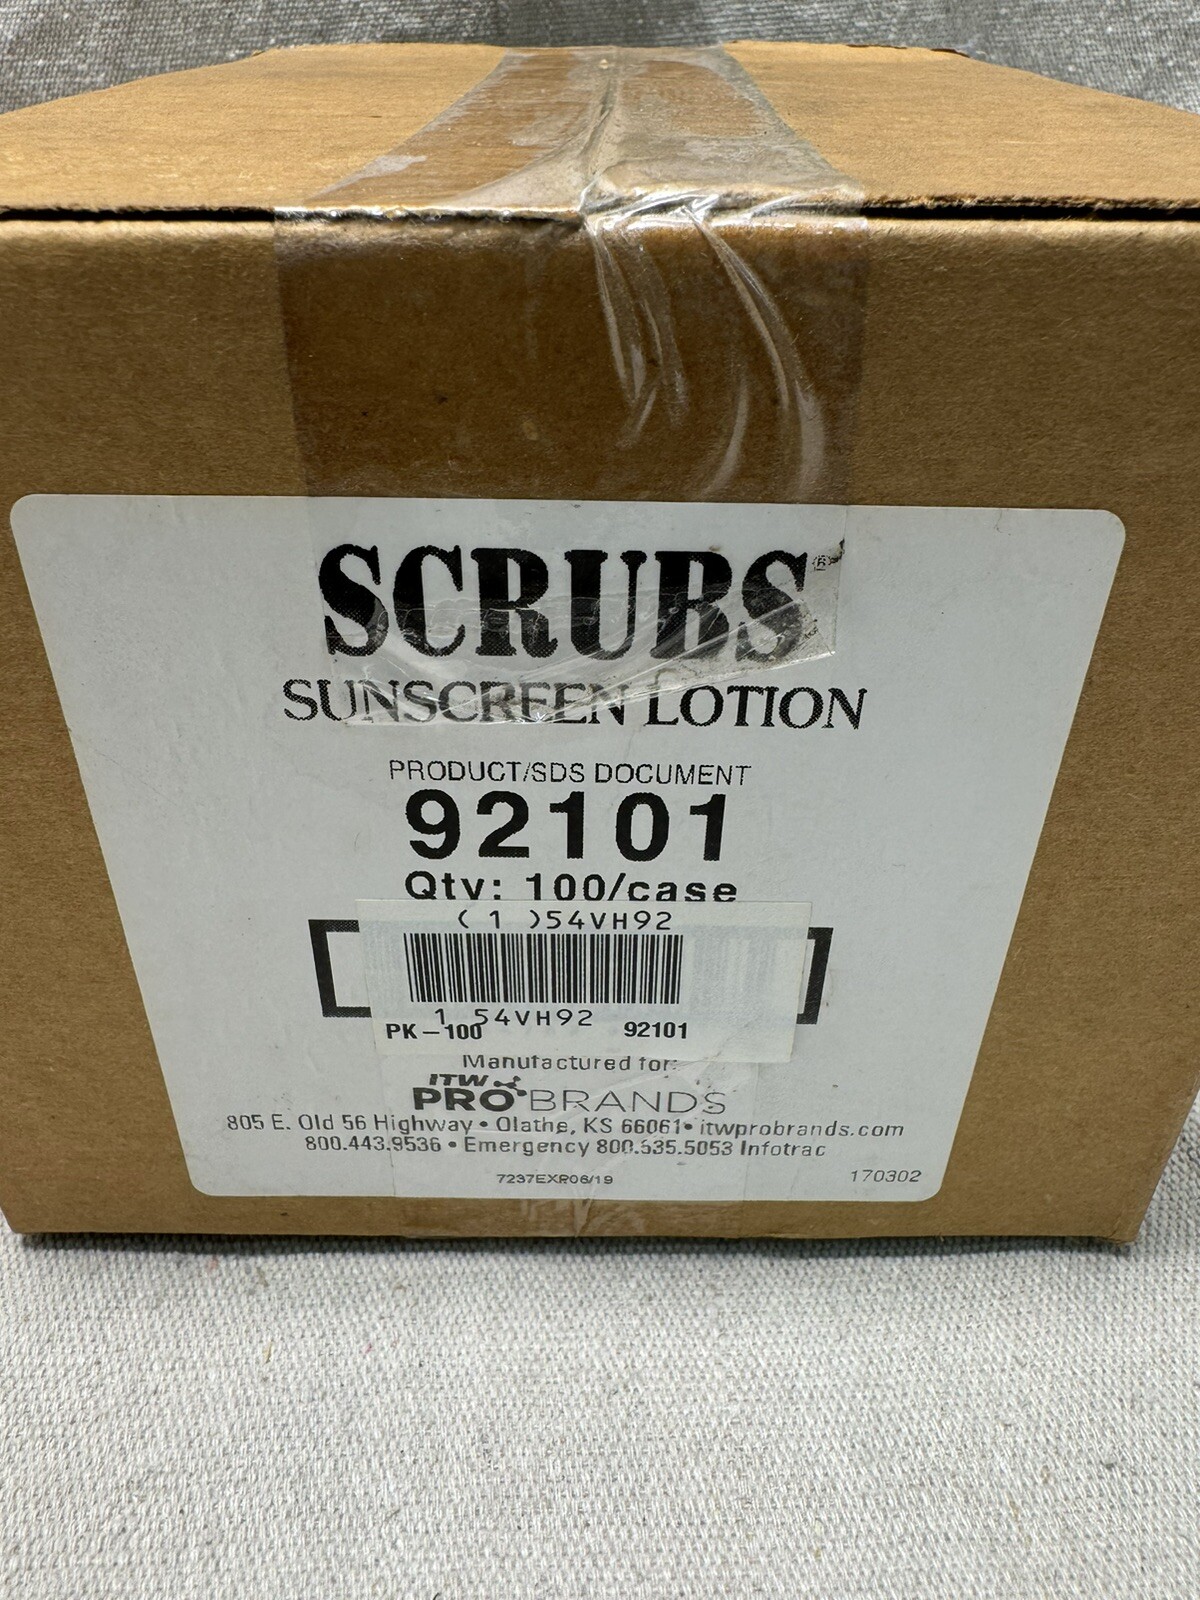 SCRUBS®
SUNSCREEN LOTION
PRODUCT/SDS DOCUMENT
92101
Qty: 100/case
( 1 )54VH92
1 54VH92
PK-100 92101
Manufactured for:
ITW
PRO BRANDS
805 E. Old 56 Highway • Olathe, KS 66061• itwprobrands.com
800.443.9536 • Emergency 800.535.5053 Infotrac
7237EXP06/19 170302